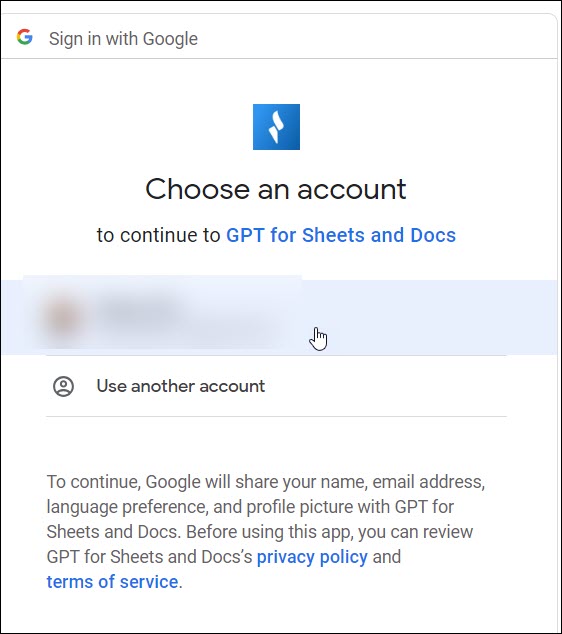 Sign in with Google
Choose an account
to continue to GPT for Sheets and Docs
Use another account
To continue, Google will share your name, email address,
language preference, and profile picture with GPT for
Sheets and Docs. Before using this app, you can review
GPT for Sheets and Docs's privacy policy and
terms of service.